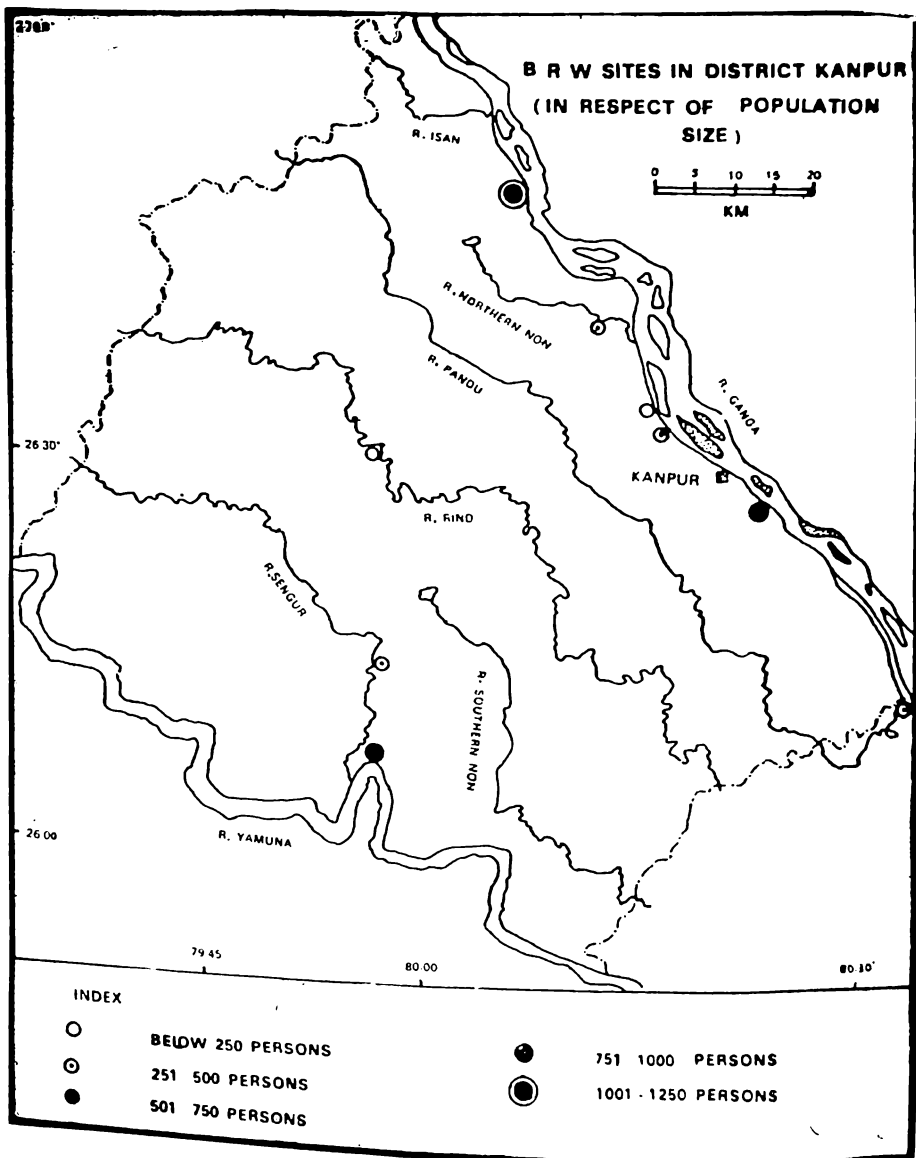 B R W SITES IN DISTRICT KANPUR
(IN RESPECT OF POPULATION
SIZE)
0 5 10 15 20
KM
R. ISAN
R. NORTHERN NON
R. PANDU
R. GANGA
26 30°
KANPUR
R. RIND
R. SENGUR
R. SOUTHERN NON
26 00
R. YAMUNA
79 45
80 00
80 30°
INDEX
BELOW 250 PERSONS
251 500 PERSONS
501 750 PERSONS
751 1000 PERSONS
1001 - 1250 PERSONS